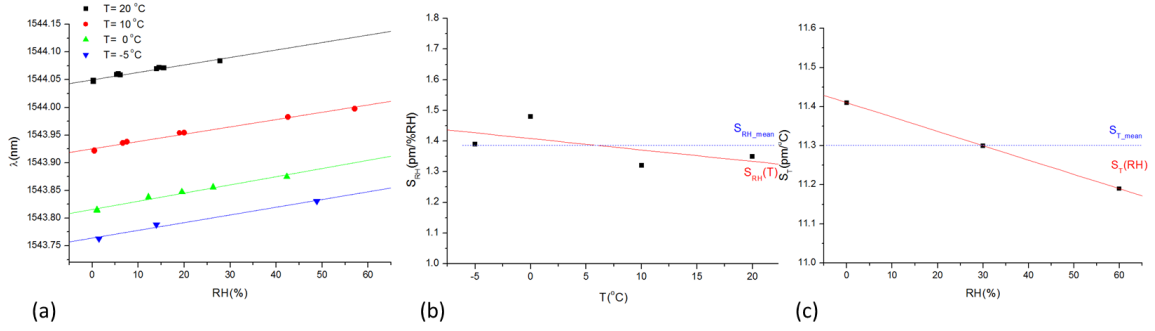 T= 20 °C
T= 10 °C
T= 0 °C
T= -5 °C
1544.15
1544.10
1544.05
1544.00
1543.95
1543.90
1543.85
1543.80
1543.75
λ(nm)
0 10 20 30 40 50 60
RH(%)
(a)
1.8
1.7
1.6
1.5
1.4
1.3
1.2
1.1
1.0
S_RH(pm/%RH)
S_RH_mean
S_RH(T)
-5 0 5 10 15 20
T(°C)
(b)
11.6
11.5
11.4
11.3
11.2
11.1
11.0
S_T(pm/°C)
S_T_mean
S_T(RH)
0 10 20 30 40 50 60
RH(%)
(c)